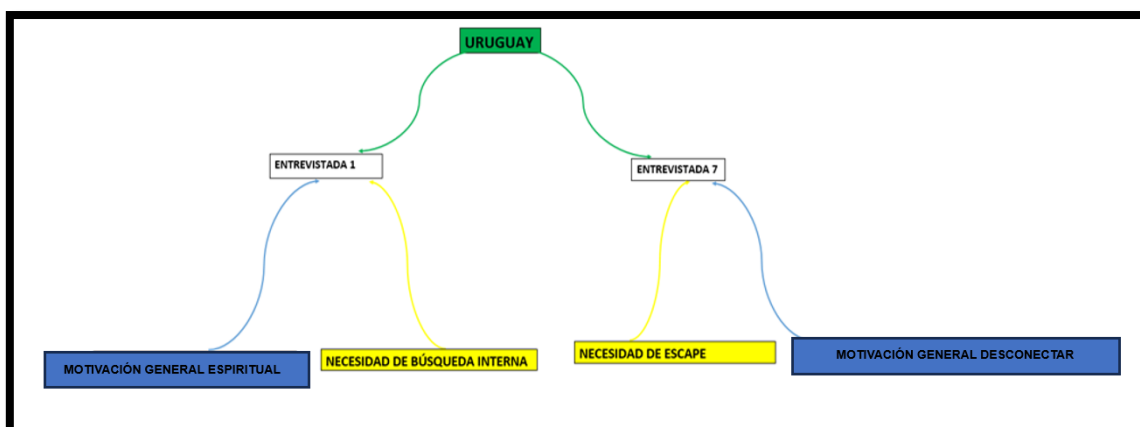 URUGUAY
ENTREVISTADA 1
ENTREVISTADA 7
MOTIVACIÓN GENERAL ESPIRITUAL
NECESIDAD DE BÚSQUEDA INTERNA
NECESIDAD DE ESCAPE
MOTIVACIÓN GENERAL DESCONECTAR